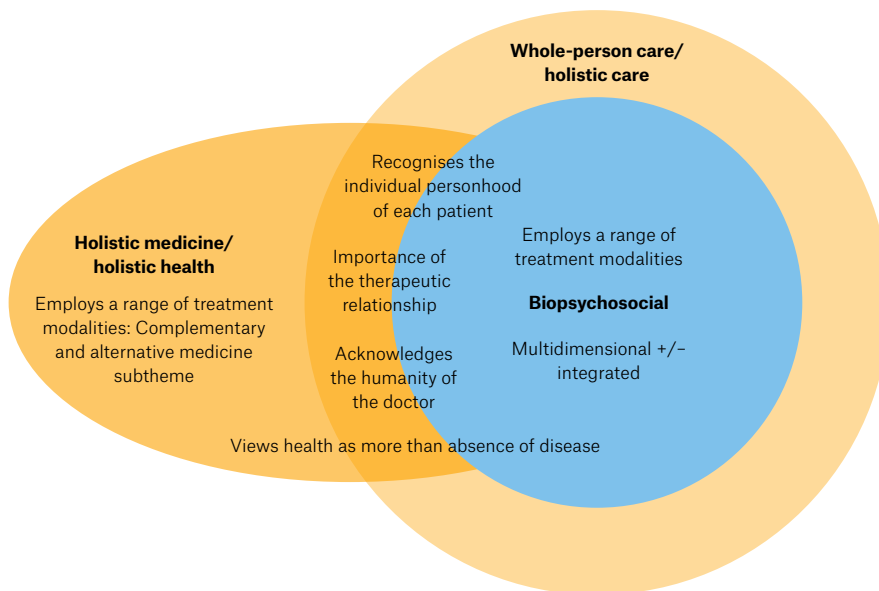 Whole-person care/
holistic care
Recognises the
individual personhood
of each patient
Holistic medicine/
holistic health
Employs a range of treatment
modalities: Complementary
and alternative medicine
subtheme
Importance of
the therapeutic
relationship
Employs a range of
treatment modalities
Biopsychosocial
Multidimensional +/–
integrated
Acknowledges
the humanity of
the doctor
Views health as more than absence of disease